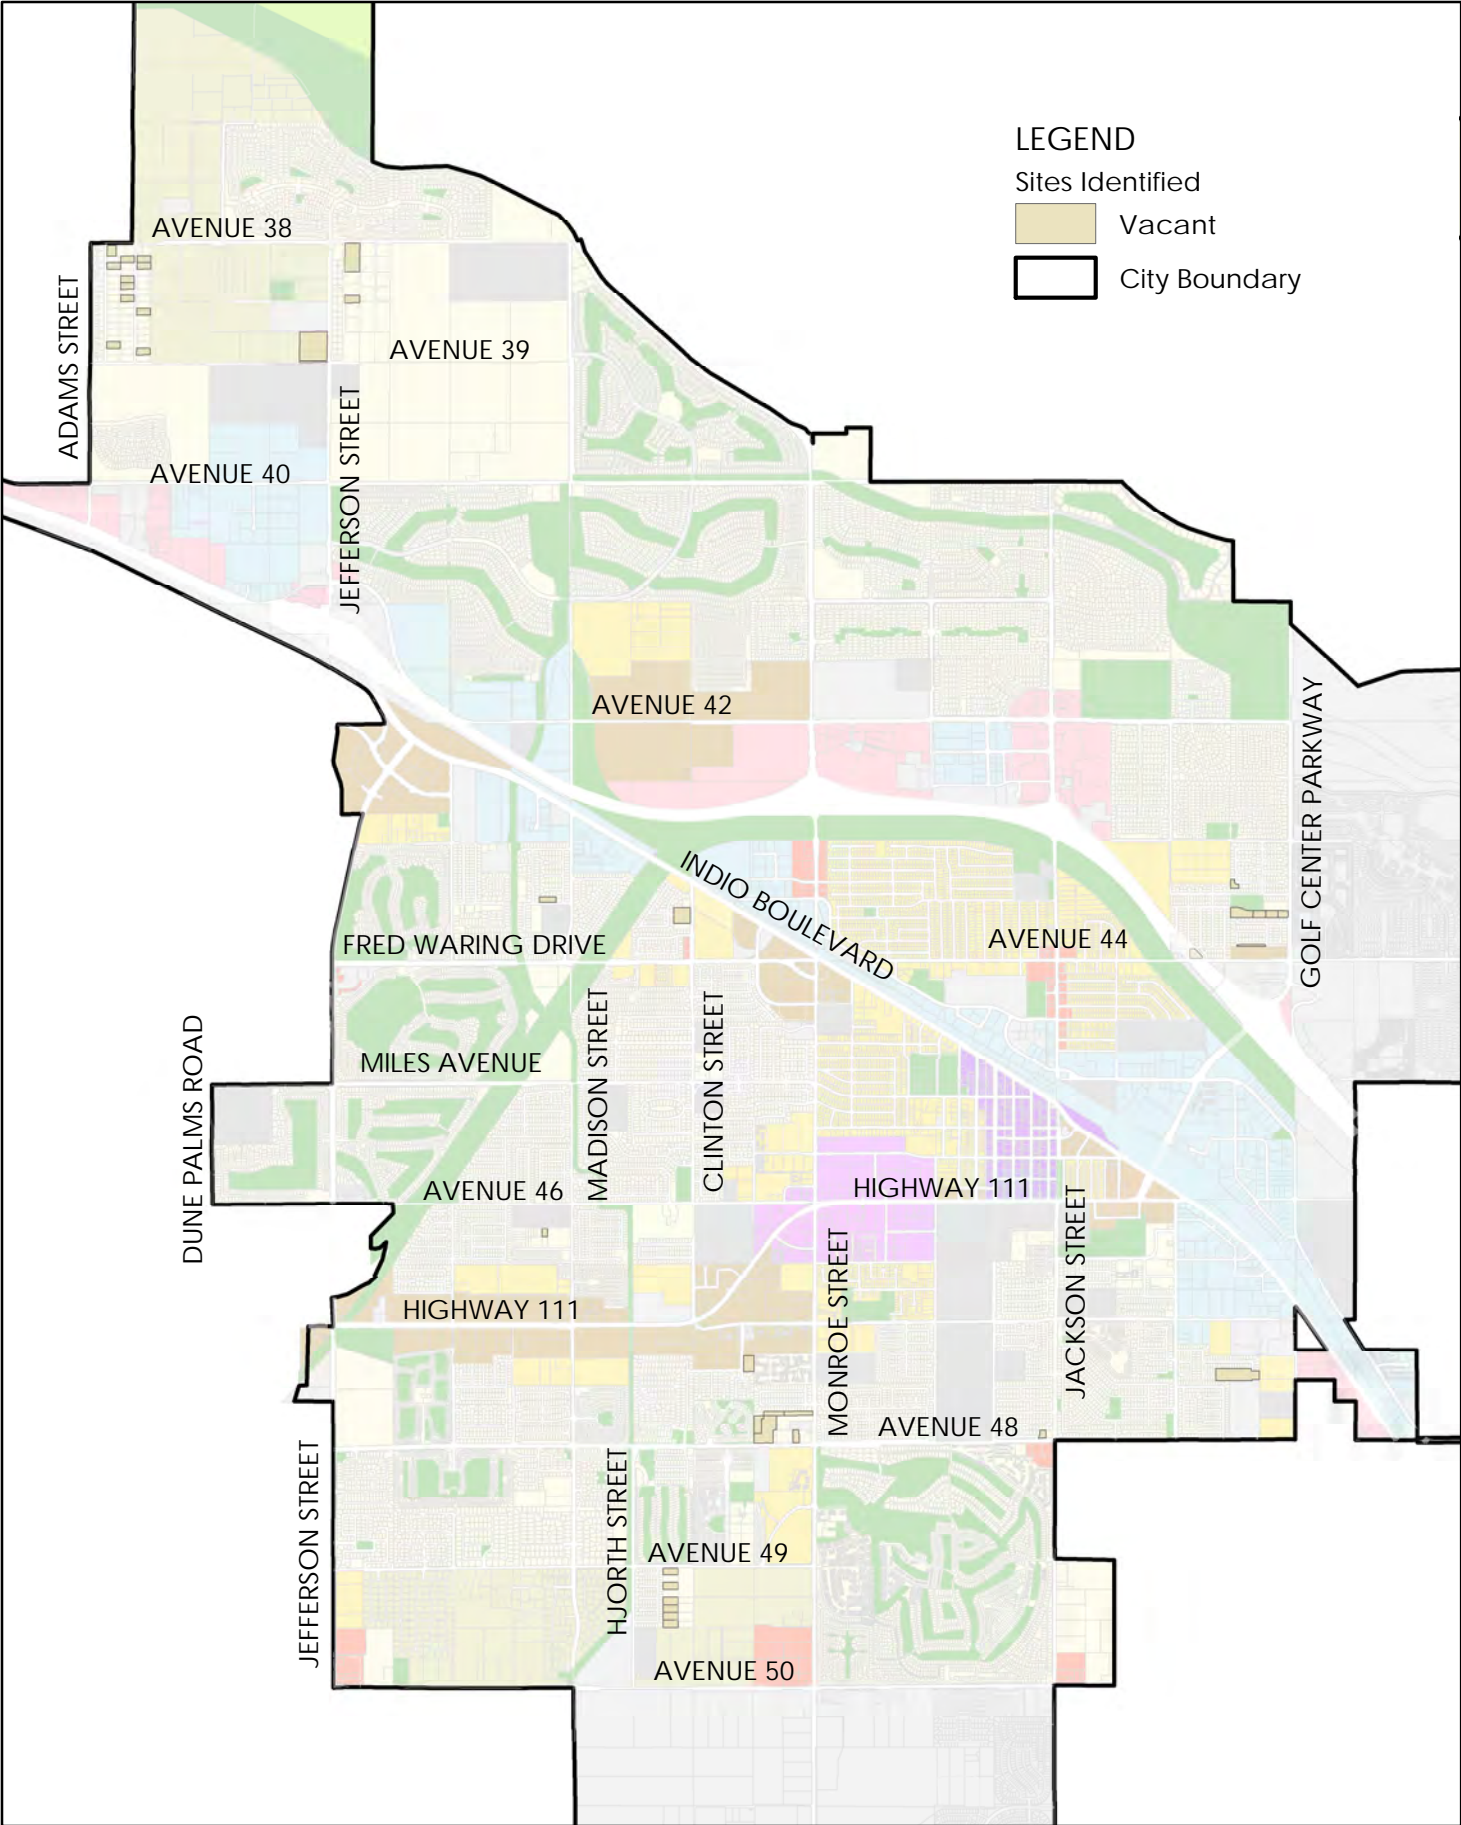 LEGEND
Sites Identified
Vacant
City Boundary
AVENUE 38
ADAMS STREET
AVENUE 39
JEFFERSON STREET
AVENUE 40
AVENUE 42
GOLF CENTER PARKWAY
INDIO BOULEVARD
FRED WARING DRIVE
AVENUE 44
MADISON STREET
CLINTON STREET
DUNE PALMS ROAD
MILES AVENUE
AVENUE 46
HIGHWAY 111
JACKSON STREET
MONROE STREET
HIGHWAY 111
AVENUE 48
JEFFERSON STREET
HJORTH STREET
AVENUE 49
AVENUE 50